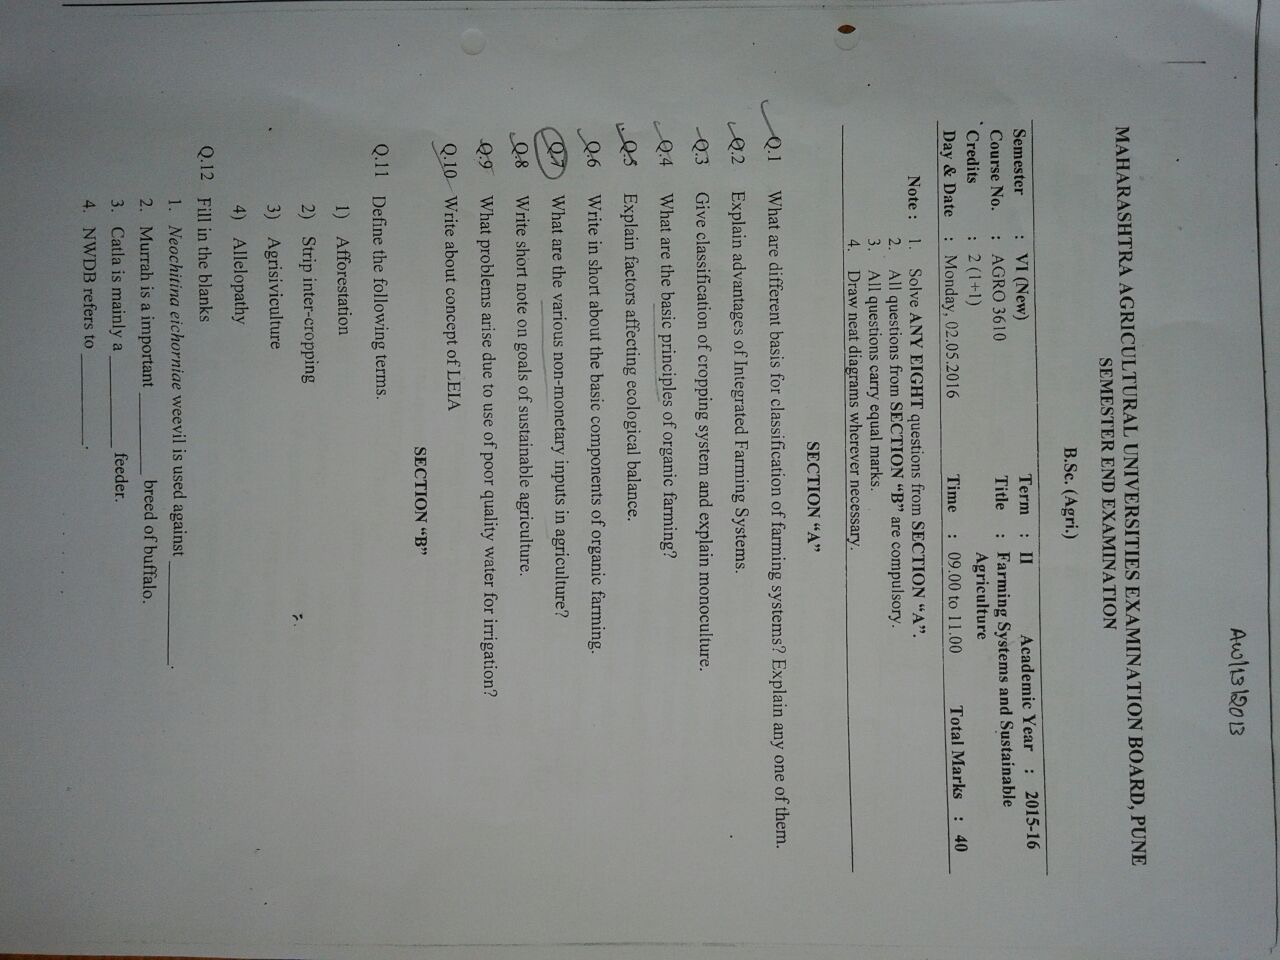 AW/13/2013
MAHARASHTRA AGRICULTURAL UNIVERSITIES EXAMINATION BOARD, PUNE
SEMESTER END EXAMINATION
B.Sc. (Agri.)
Semester : VI (New) Term : II Academic Year : 2015-16
Course No. : AGRO 3610 Title : Farming Systems and Sustainable
Credits : 2 (1+1) Agriculture
Day & Date : Monday, 02.05.2016 Time : 09.00 to 11.00 Total Marks : 40
Note : 1. Solve ANY EIGHT questions from SECTION “A”.
2. All questions from SECTION “B” are compulsory.
3. All questions carry equal marks.
4. Draw neat diagrams wherever necessary.
SECTION “A”
Q.1 What are different basis for classification of farming systems? Explain any one of them.
Q.2 Explain advantages of Integrated Farming Systems.
Q.3 Give classification of cropping system and explain monoculture.
Q.4 What are the basic principles of organic farming?
Q.5 Explain factors affecting ecological balance.
Q.6 Write in short about the basic components of organic farming.
Q.7 What are the various non-monetary inputs in agriculture?
Q.8 Write short note on goals of sustainable agriculture.
Q.9 What problems arise due to use of poor quality water for irrigation?
Q.10 Write about concept of LEIA
SECTION “B”
Q.11 Define the following terms.
1) Afforestation
2) Strip inter-cropping
3) Agrisiviculture
4) Allelopathy
Q.12 Fill in the blanks
1. Neochitina eichorniae weevil is used against __________.
2. Murrah is a important ________ breed of buffalo.
3. Catla is mainly a _________ feeder.
4. NWDB refers to _________.